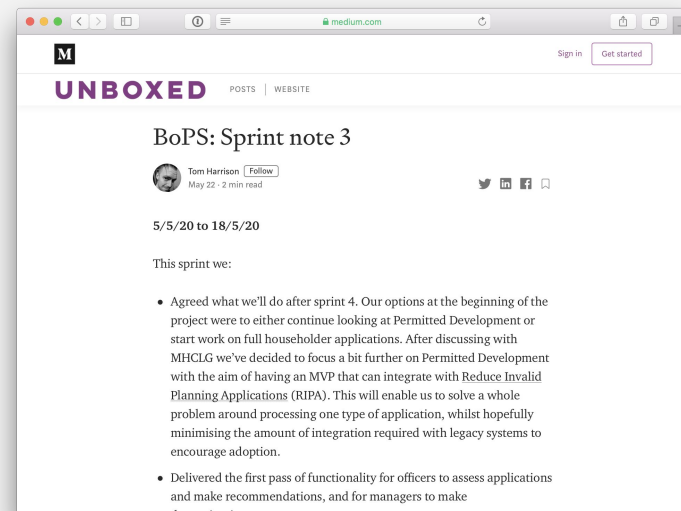 medium.com
M
Sign in
Get started
UNBOXED
POSTS
WEBSITE
BoPS: Sprint note 3
Tom Harrison Follow
May 22 · 2 min read
5/5/20 to 18/5/20
This sprint we:
• Agreed what we’ll do after sprint 4. Our options at the beginning of the
project were to either continue looking at Permitted Development or
start work on full householder applications. After discussing with
MHCLG we’ve decided to focus a bit further on Permitted Development
with the aim of having an MVP that can integrate with Reduce Invalid
Planning Applications (RIPA). This will enable us to solve a whole
problem around processing one type of application, whilst hopefully
minimising the amount of integration required with legacy systems to
encourage adoption.
• Delivered the first pass of functionality for officers to assess applications
and make recommendations, and for managers to make